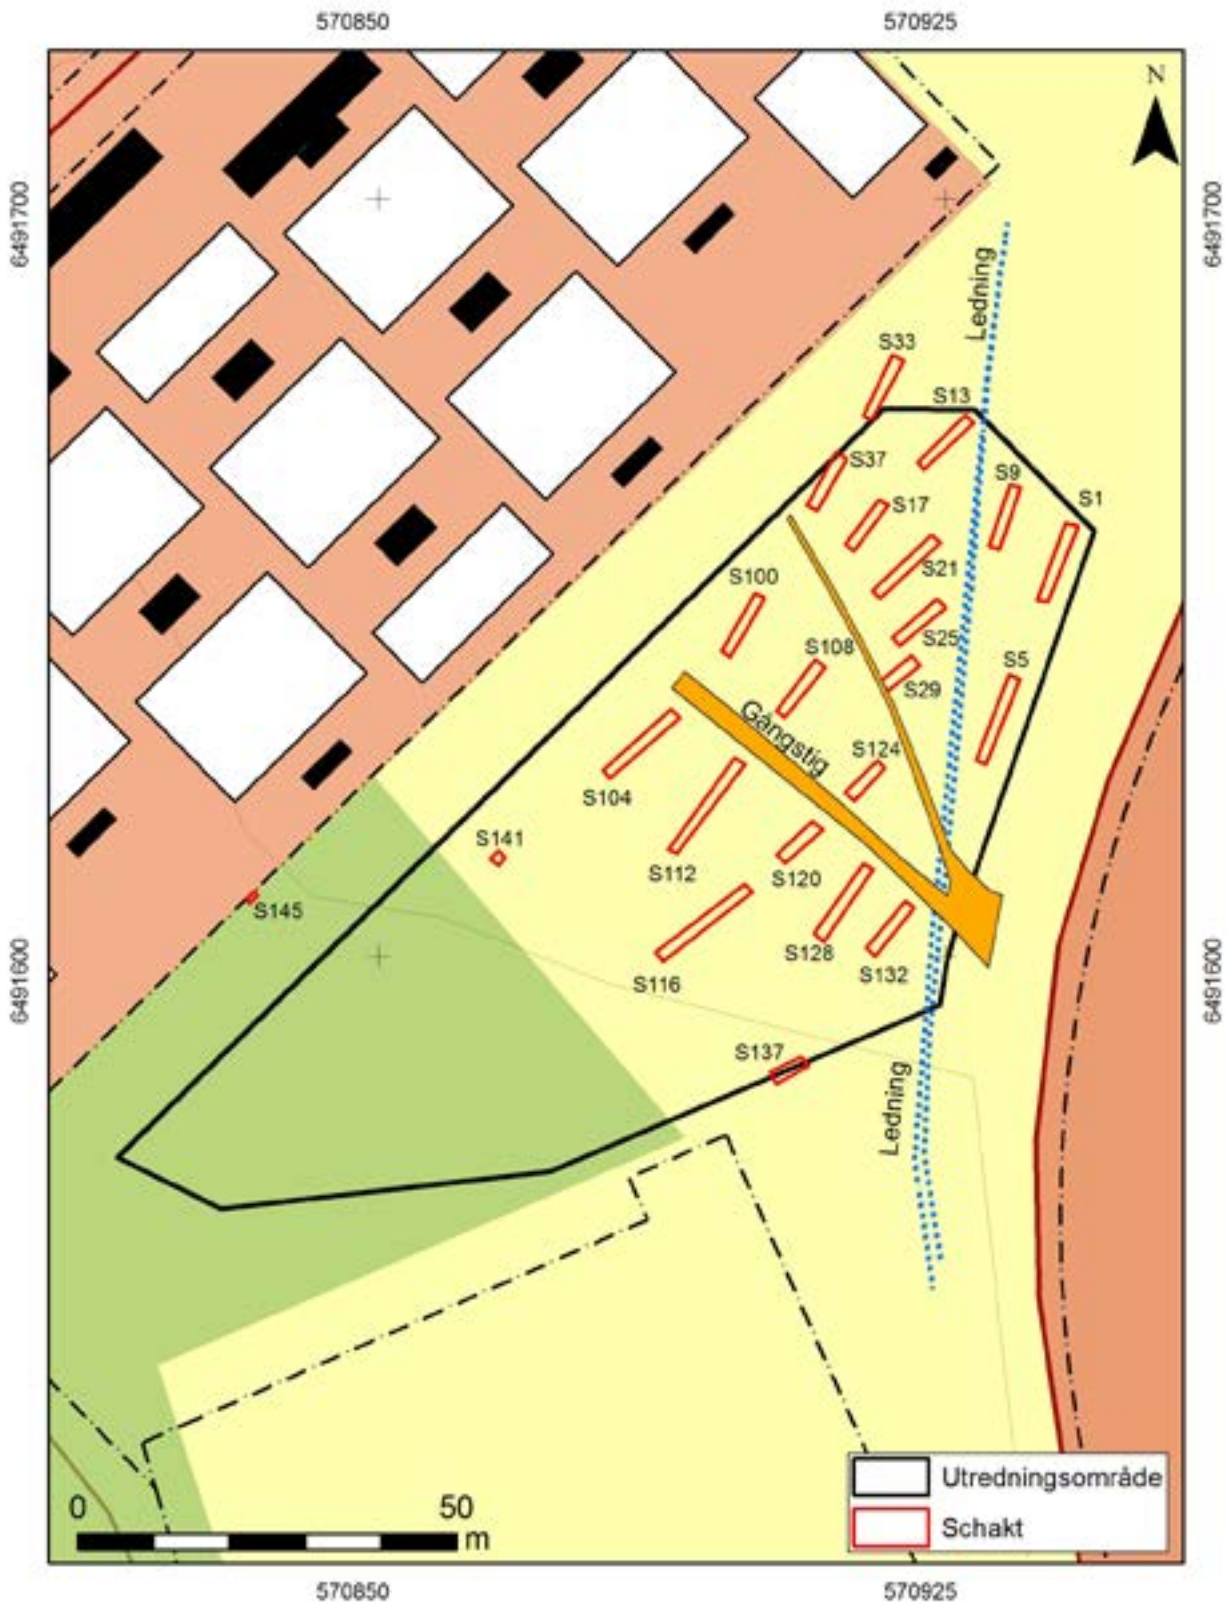 570850
570925
N
6491700
6491700
Ledning
S33
S13
S37
S9
S1
S17
S21
S100
S25
S108
S5
S29
Gångstig
S124
S104
S141
S112
S120
S145
S128
S132
S116
6491600
6491600
S137
Ledning
0
50
m
Utredningsområde
Schakt
570850
570925